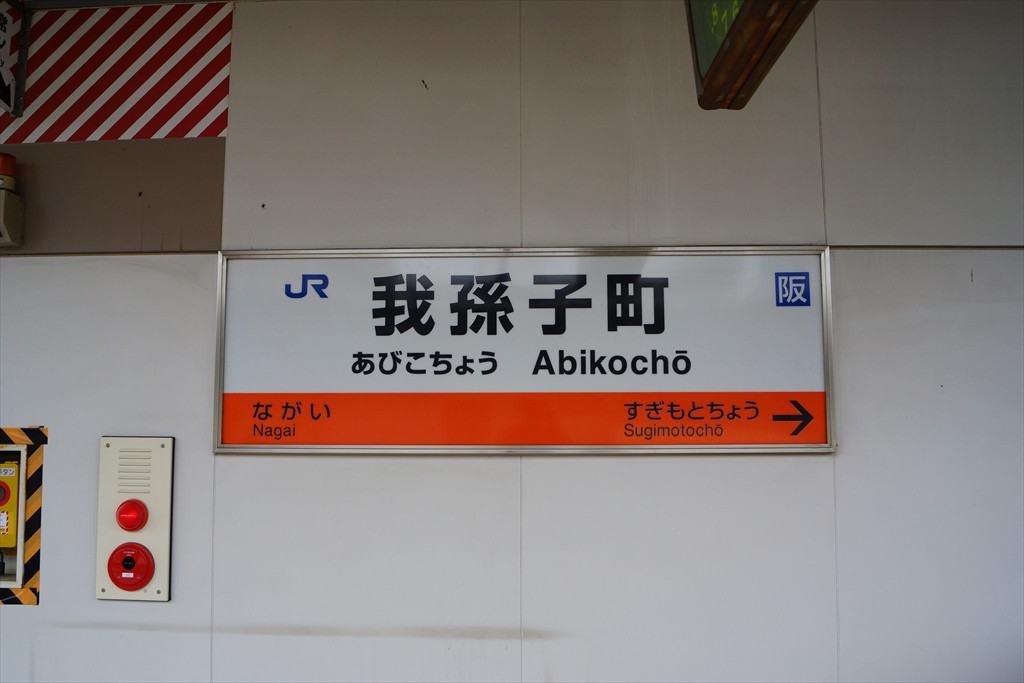 JR
我孫子町
阪
あびこちょう Abikochō
ながい
Nagai
すぎもとちょう
Sugimotochō